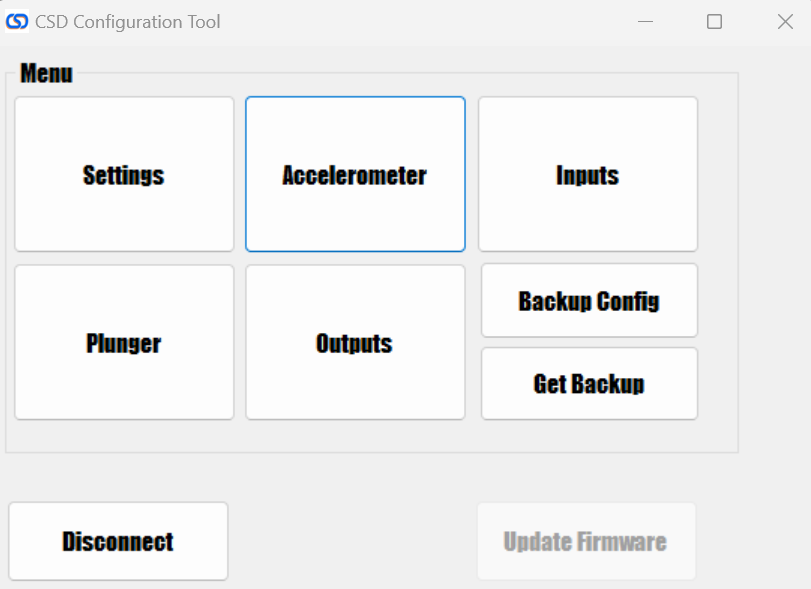 CSD Configuration Tool
Menu
Settings
Accelerometer
Inputs
Plunger
Outputs
Backup Config
Get Backup
Disconnect
Update Firmware